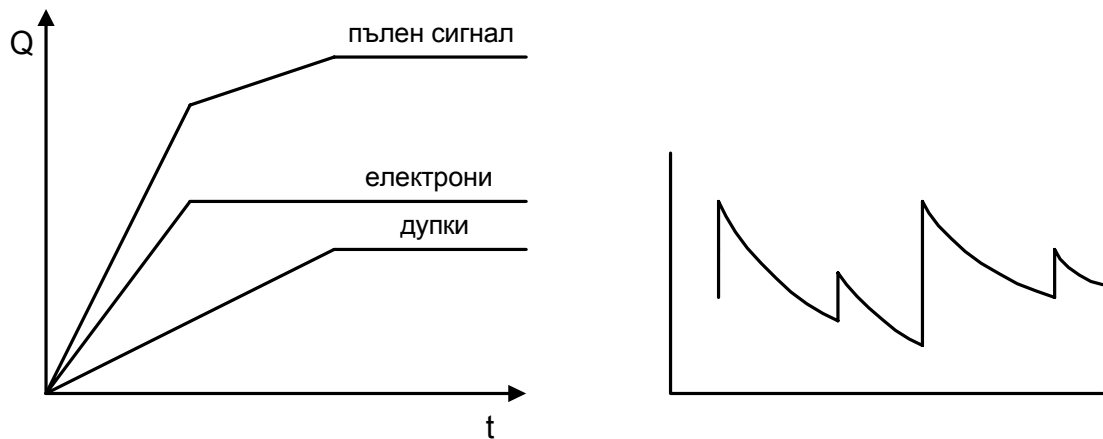 Q
пълен сигнал
електрони
дупки
t